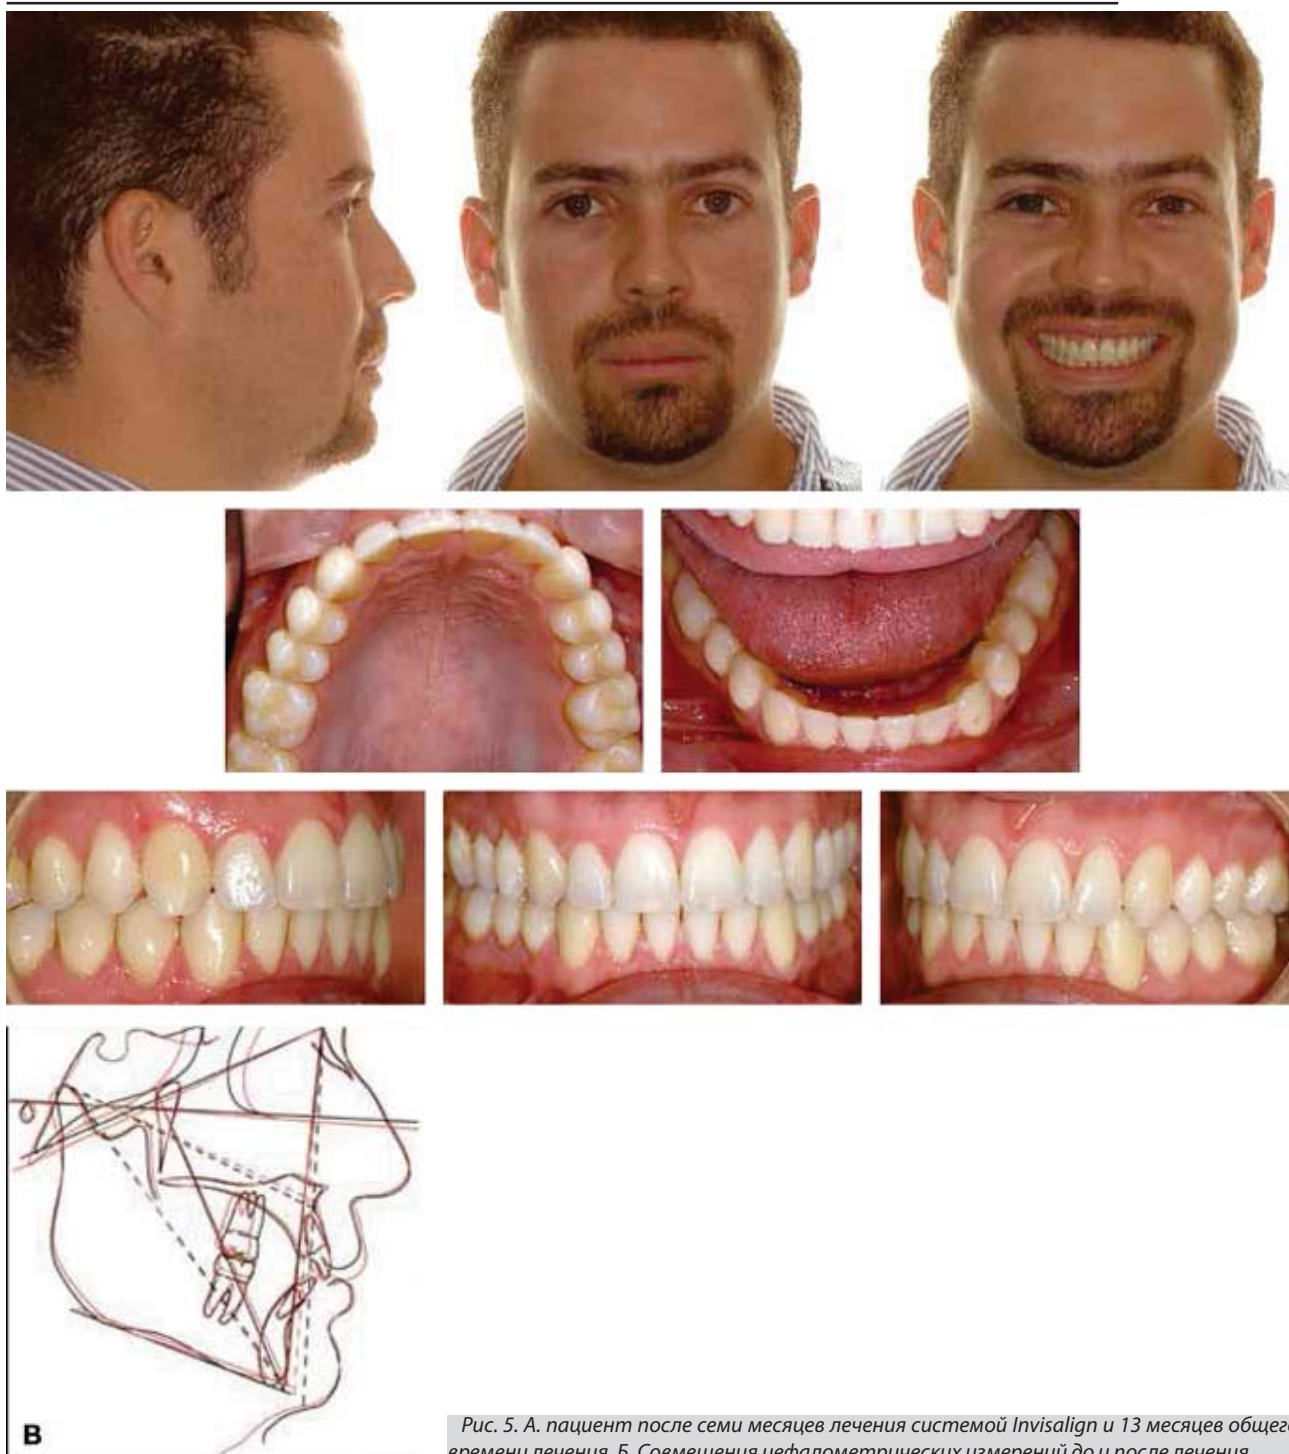 B
Рис. 5. А. пациент после семи месяцев лечения системой Invisalign и 13 месяцев общего
времени лечения. Б. Совмещения цефалометрических измерений до и после лечения